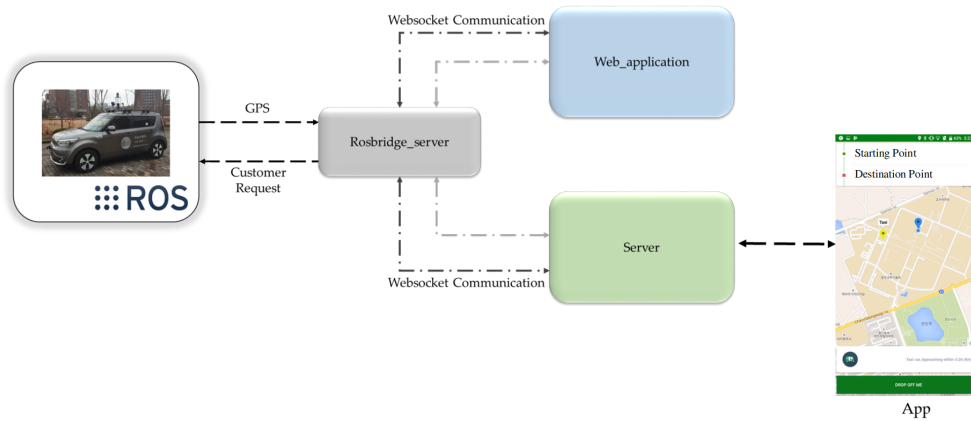 Websocket Communication
Web_application
GPS
Rosbridge_server
Customer
Request
ROS
Server
Websocket Communication
Starting Point
Destination Point
Taxi
DROP OFF ME
App